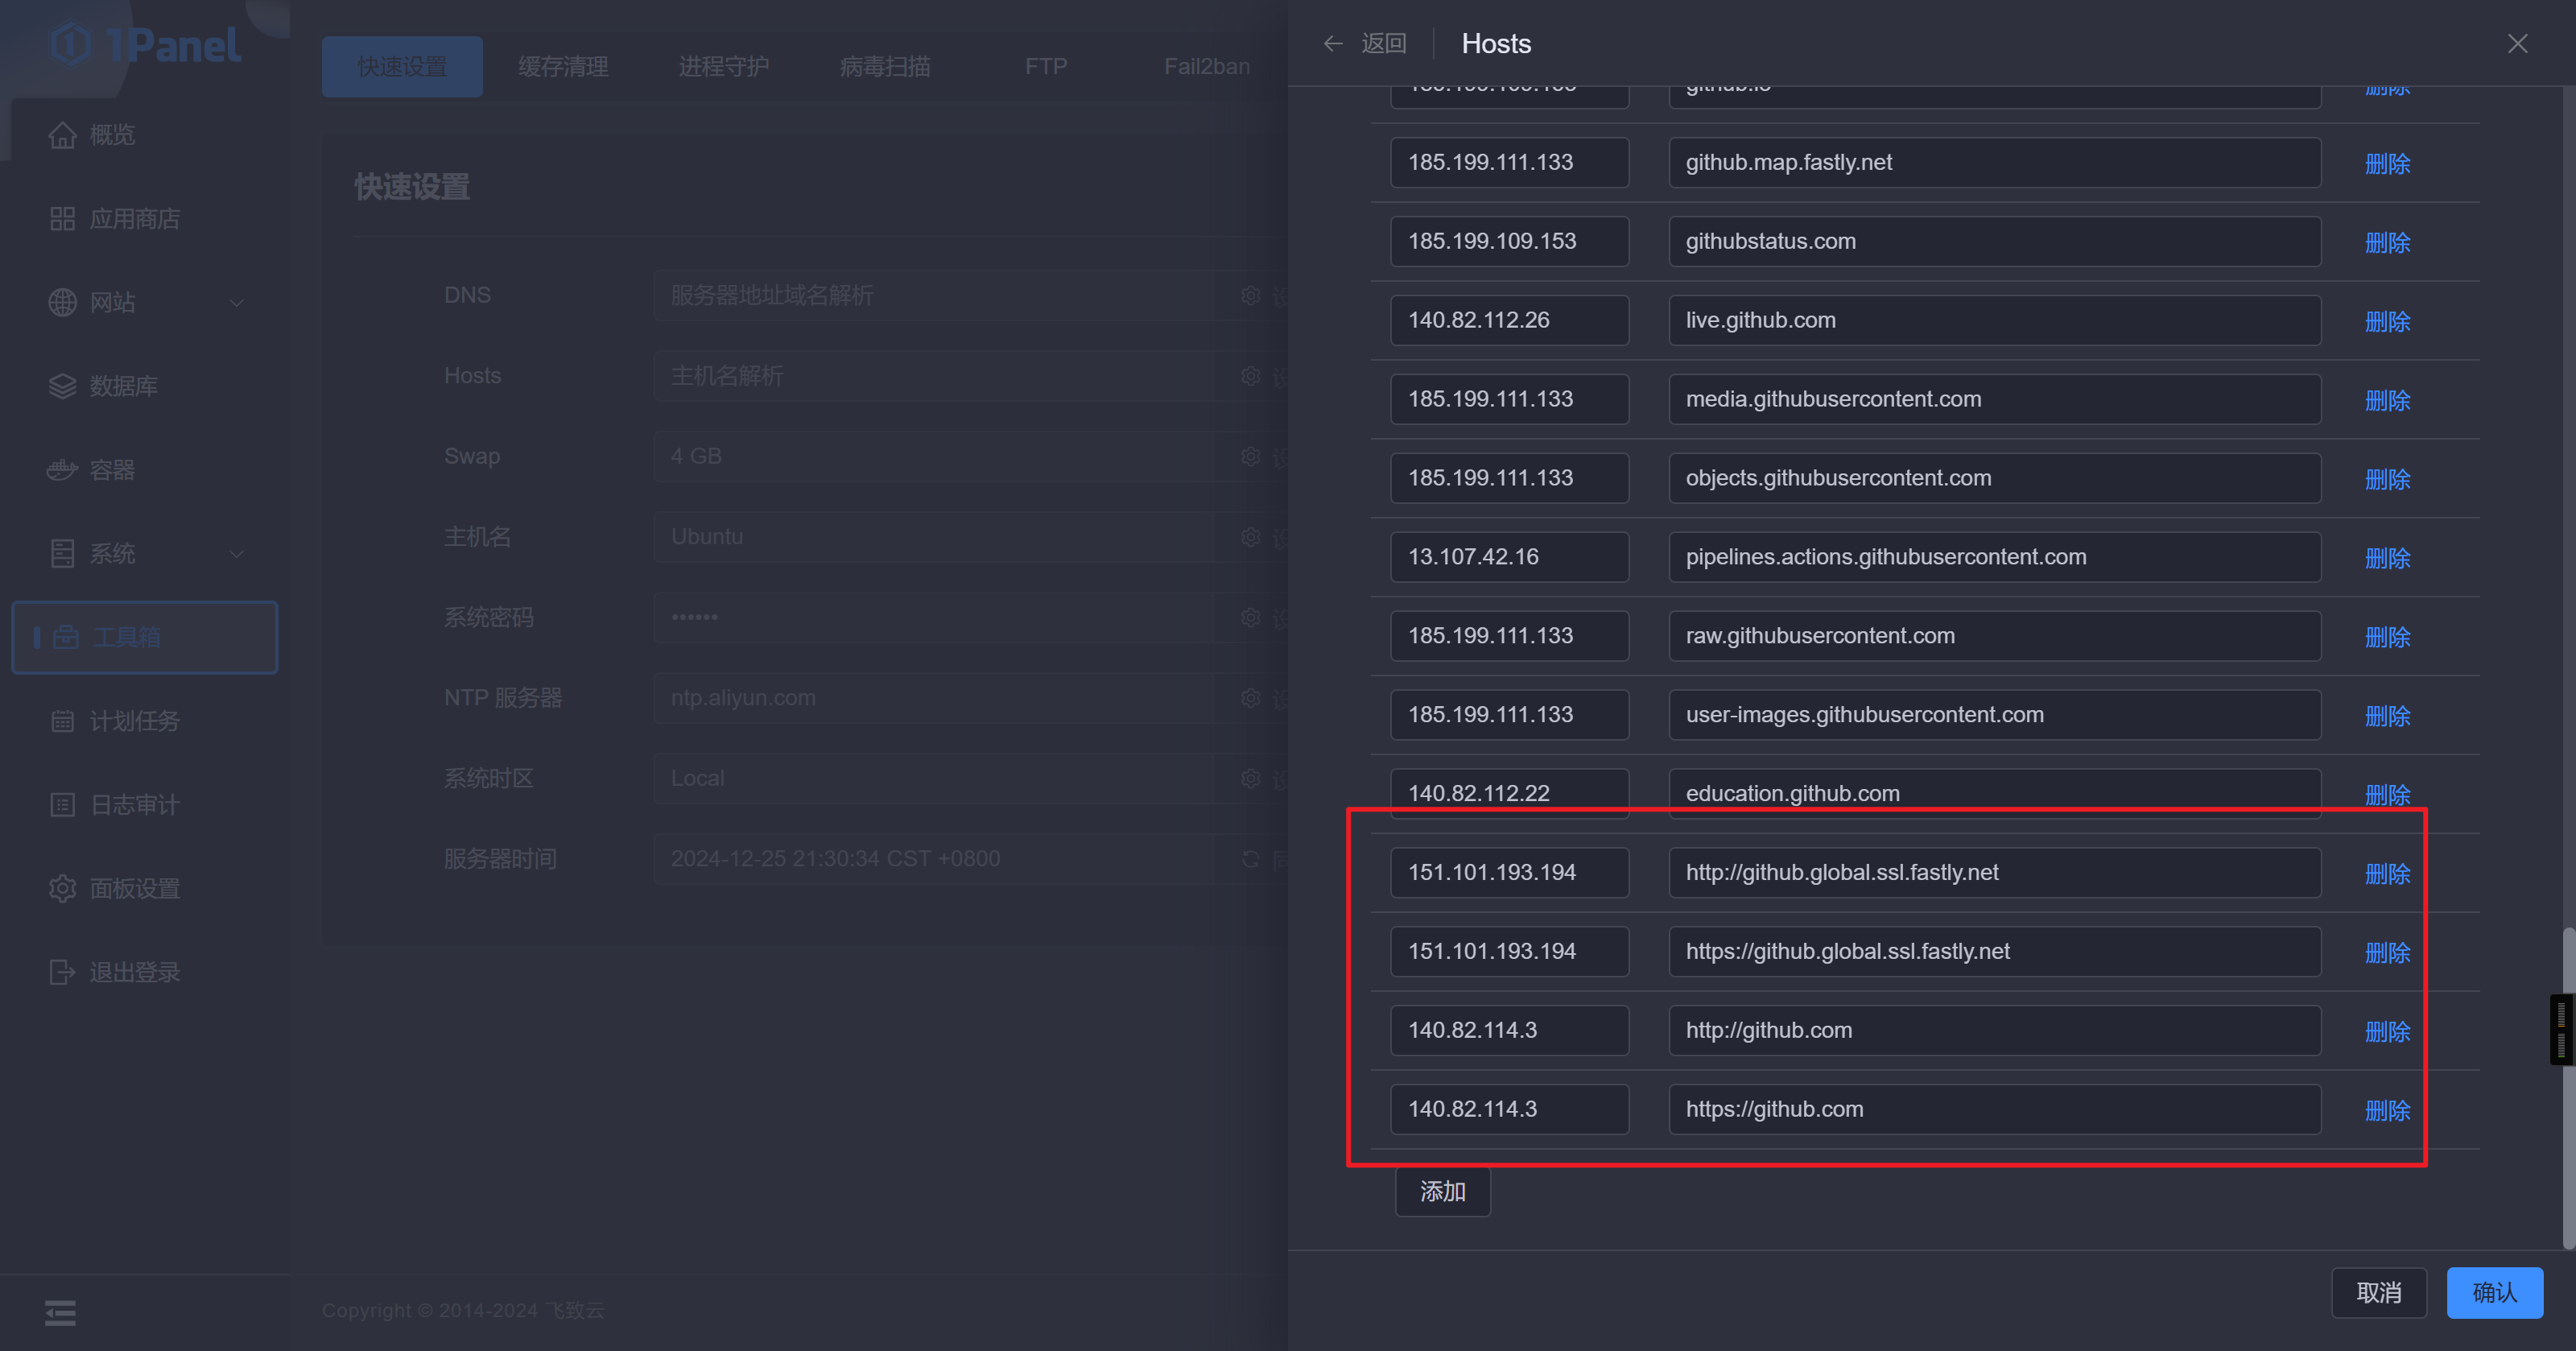 1Panel
概览
应用商店
网站
数据库
容器
系统
工具箱
计划任务
日志审计
面板设置
退出登录
快速设置
缓存清理
进程守护
病毒扫描
FTP
Fail2ban
快速设置
DNS
服务器地址域名解析
Hosts
主机名解析
Swap
4 GB
主机名
Ubuntu
系统密码
••••••
NTP 服务器
ntp.aliyun.com
系统时区
Local
服务器时间
2024-12-25 21:30:34 CST +0800
Copyright © 2014-2024 飞致云
返回
Hosts
github.io
删除
185.199.111.133
github.map.fastly.net
删除
185.199.109.153
githubstatus.com
删除
140.82.112.26
live.github.com
删除
185.199.111.133
media.githubusercontent.com
删除
185.199.111.133
objects.githubusercontent.com
删除
13.107.42.16
pipelines.actions.githubusercontent.com
删除
185.199.111.133
raw.githubusercontent.com
删除
185.199.111.133
user-images.githubusercontent.com
删除
140.82.112.22
education.github.com
删除
151.101.193.194
http://github.global.ssl.fastly.net
删除
151.101.193.194
https://github.global.ssl.fastly.net
删除
140.82.114.3
http://github.com
删除
140.82.114.3
https://github.com
删除
添加
取消
确认